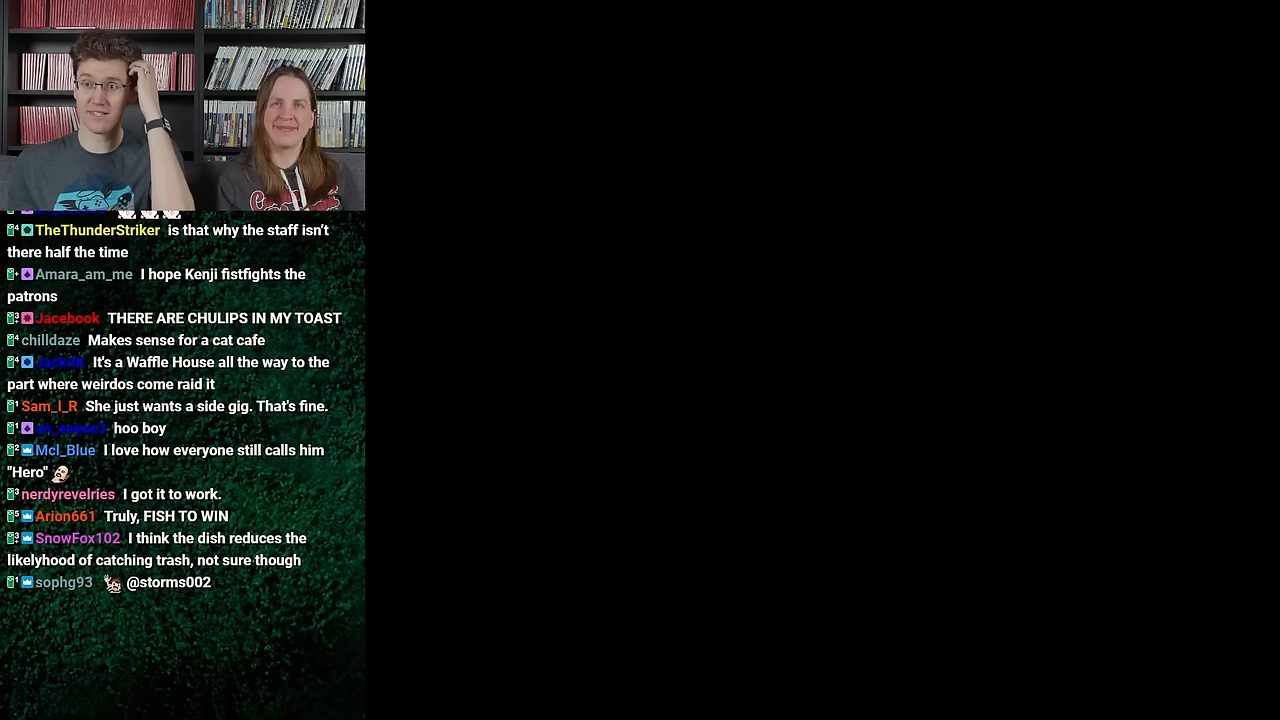 TheThunderStriker is that why the staff isn't
there half the time
Amara_am_me I hope Kenji fistfights the
patrons
Jacebook THERE ARE CHULIPS IN MY TOAST
chilldaze Makes sense for a cat cafe
It's a Waffle House all the way to the
part where weirdos come raid it
Sam_I_R She just wants a side gig. That's fine.
hoo boy
Mcl_Blue I love how everyone still calls him
"Hero"
nerdyrevelries I got it to work.
Arion661 Truly, FISH TO WIN
SnowFox102 I think the dish reduces the
likelyhood of catching trash, not sure though
sophg93 @storms002